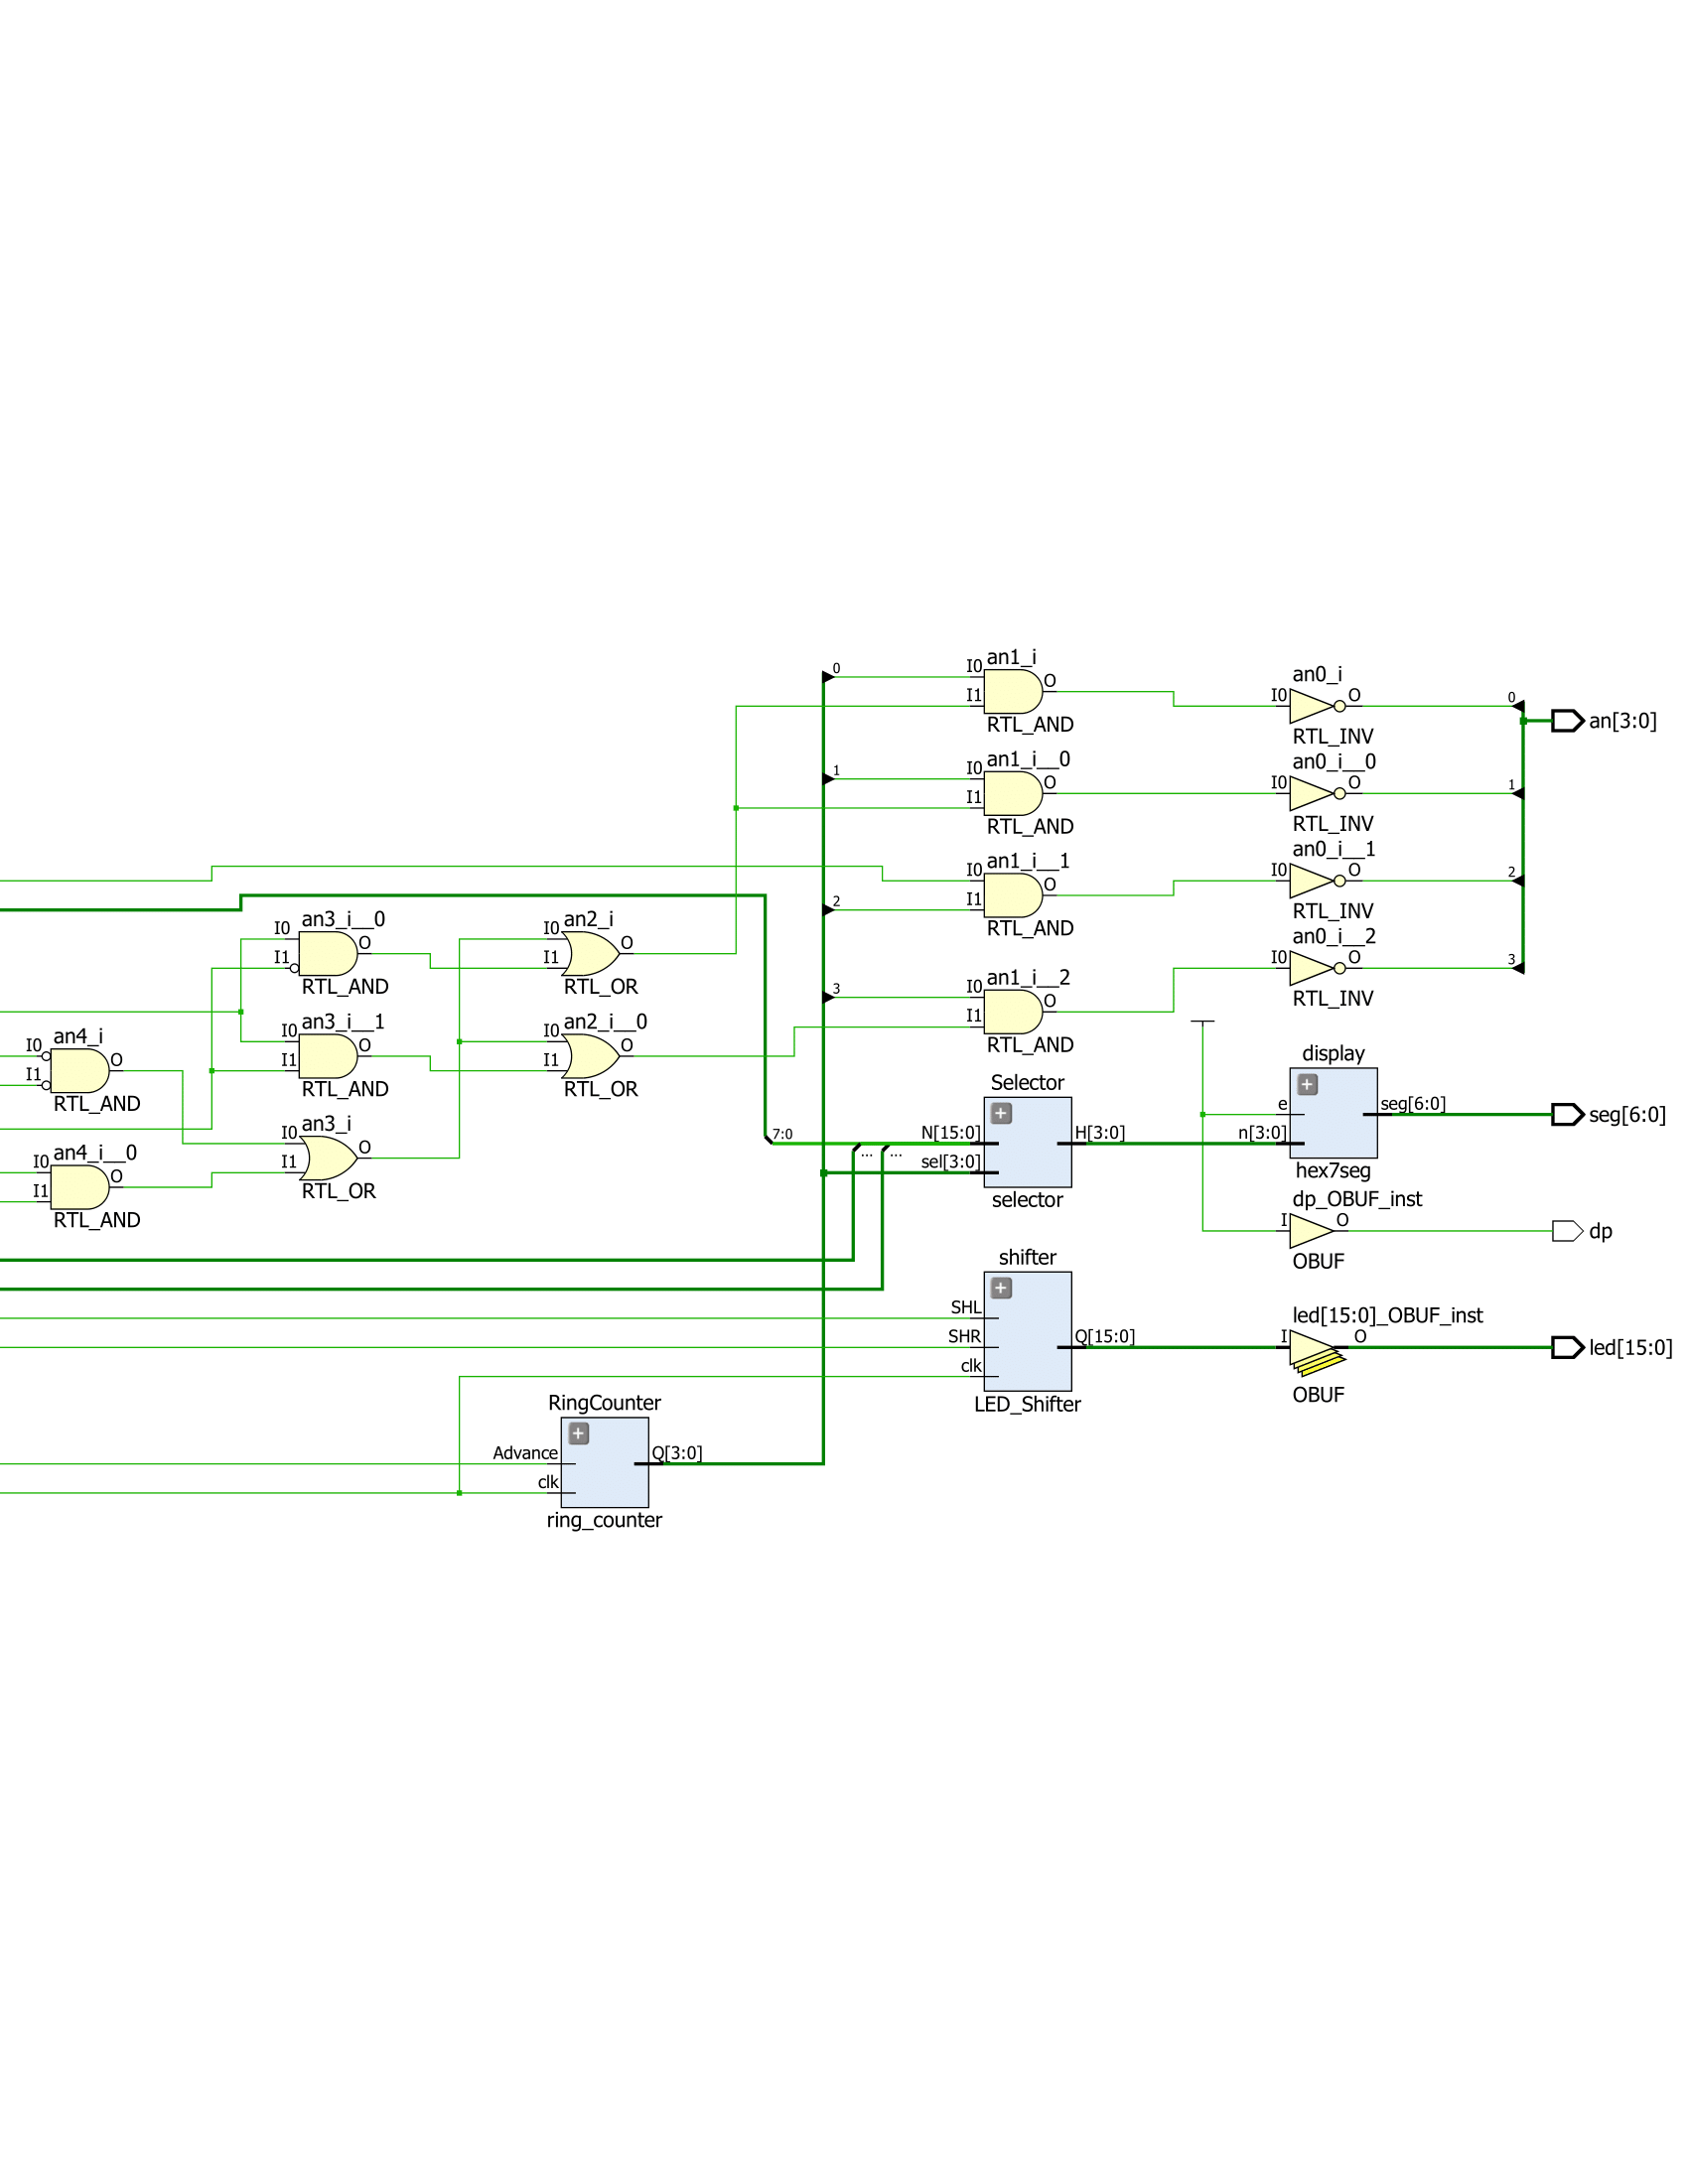 an1_i
0
I0
O
I1
RTL_AND
an0_i
I0
O
0
RTL_INV
an[3:0]
an1_i__0
1
I0
O
I1
RTL_AND
an0_i__0
I0
O
1
RTL_INV
an1_i__1
I0
O
2
I1
RTL_AND
an0_i__1
I0
O
2
RTL_INV
an1_i__2
3
I0
O
I1
RTL_AND
an0_i__2
I0
O
3
RTL_INV
an3_i__0
I0
O
I1
RTL_AND
an2_i
I0
O
I1
RTL_OR
an4_i
I0
O
I1
RTL_AND
an3_i__1
I0
O
I1
RTL_AND
an2_i__0
I0
O
I1
RTL_OR
an4_i__0
I0
O
I1
RTL_AND
an3_i
I0
O
I1
RTL_OR
Selector
7:0
...
...
N[15:0]
H[3:0]
sel[3:0]
selector
display
e
seg[6:0]
n[3:0]
hex7seg
seg[6:0]
dp_OBUF_inst
I
O
OBUF
dp
shifter
SHL
SHR
Q[15:0]
clk
LED_Shifter
led[15:0]_OBUF_inst
I
O
OBUF
led[15:0]
RingCounter
Advance
Q[3:0]
clk
ring_counter